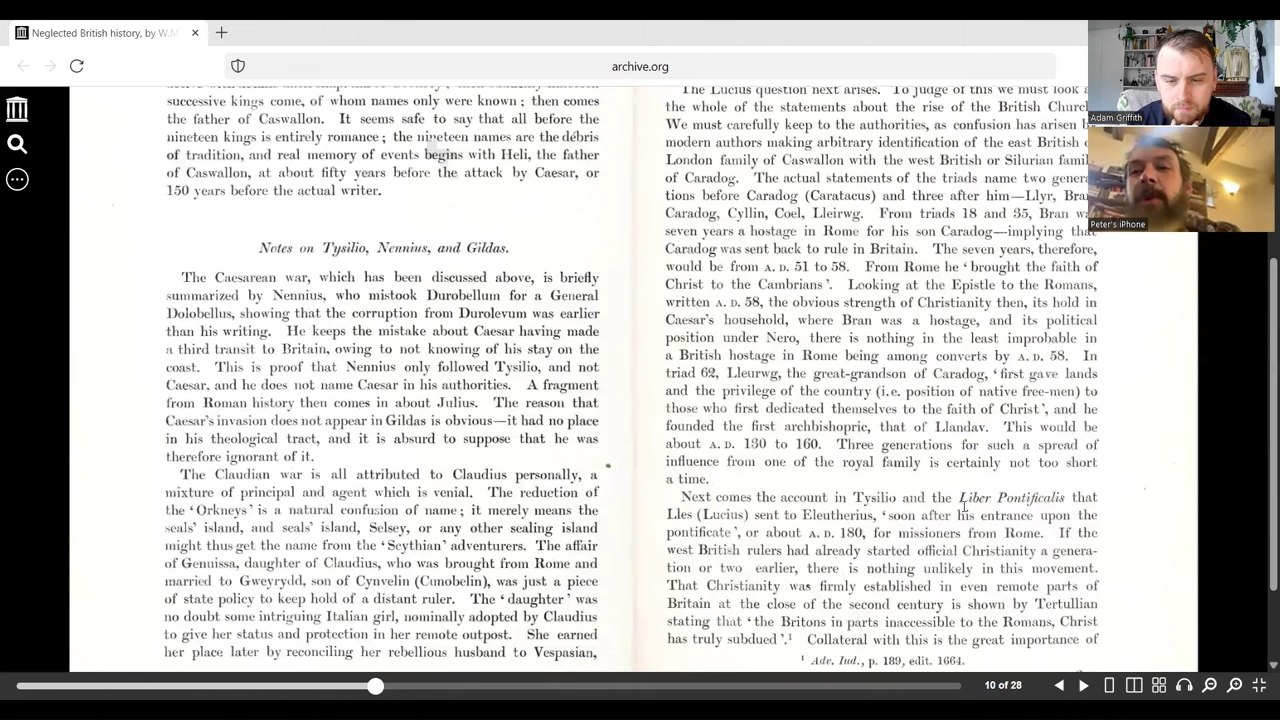 Neglected British history, by W.M
archive.org
successive kings come, of whom names only were known ; then comes
the father of Caswallon. It seems safe to say that all before the
nineteen kings is entirely romance ; the nineteen names are the débris
of tradition, and real memory of events begins with Heli, the father
of Caswallon, at about fifty years before the attack by Caesar, or
150 years before the actual writer.
Notes on Tysilio, Nennius, and Gildas.
The Caesarean war, which has been discussed above, is briefly
summarized by Nennius, who mistook Durobellum for a General
Dolobellus, showing that the corruption from Durolevum was earlier
than his writing. He keeps the mistake about Caesar having made
a third transit to Britain, owing to not knowing of his stay on the
coast. This is proof that Nennius only followed Tysilio, and not
Caesar, and he does not name Caesar in his authorities. A fragment
from Roman history then comes in about Julius. The reason that
Caesar's invasion does not appear in Gildas is obvious—it had no place
in his theological tract, and it is absurd to suppose that he was
therefore ignorant of it.
The Claudian war is all attributed to Claudius personally, a
mixture of principal and agent which is venial. The reduction of
the ‘Orkneys’ is a natural confusion of name ; it merely means the
seals' island, and seals' island, Selsey, or any other sealing island
might thus get the name from the ‘Scythian’ adventurers. The affair
of Genuissa, daughter of Claudius, who was brought from Rome and
married to Gweyrydd, son of Cynvelin (Cunobelin), was just a piece
of state policy to keep hold of a distant ruler. The ‘daughter’ was
no doubt some intriguing Italian girl, nominally adopted by Claudius
to give her status and protection in her remote outpost. She earned
her place later by reconciling her rebellious husband to Vespasian,
The Lucius question next arises. To judge of this we must look a
the whole of the statements about the rise of the British Churc
We must carefully keep to the authorities, as confusion has arisen b
modern authors making arbitrary identification of the east British o
London family of Caswallon with the west British or Silurian fami
of Caradog. The actual statements of the triads name two genera
tions before Caradog (Caratacus) and three after him—Llyr, Bran
Caradog, Cyllin, Coel, Lleirwg. From triads 18 and 35, Bran wa
seven years a hostage in Rome for his son Caradog—implying tha
Caradog was sent back to rule in Britain. The seven years, therefore,
would be from A. D. 51 to 58. From Rome he ‘brought the faith of
Christ to the Cambrians’. Looking at the Epistle to the Romans,
written A. D. 58, the obvious strength of Christianity then, its hold in
Caesar's household, where Bran was a hostage, and its political
position under Nero, there is nothing in the least improbable in
a British hostage in Rome being among converts by A. D. 58. In
triad 62, Lleurwg, the great-grandson of Caradog, ‘first gave lands
and the privilege of the country (i.e. position of native free-men) to
those who first dedicated themselves to the faith of Christ’, and he
founded the first archbishopric, that of Llandav. This would be
about A. D. 130 to 160. Three generations for such a spread of
influence from one of the royal family is certainly not too short
a time.
Next comes the account in Tysilio and the Liber Pontificalis that
Lles (Lucius) sent to Eleutherius, ‘soon after his entrance upon the
pontificate’, or about A. D. 180, for missioners from Rome. If the
west British rulers had already started official Christianity a genera-
tion or two earlier, there is nothing unlikely in this movement.
That Christianity was firmly established in even remote parts of
Britain at the close of the second century is shown by Tertullian
stating that ‘the Britons in parts inaccessible to the Romans, Christ
has truly subdued’.¹ Collateral with this is the great importance of
¹ Adv. Iud., p. 189, edit. 1664.
10 of 28
Adam Griffith
Peter's iPhone